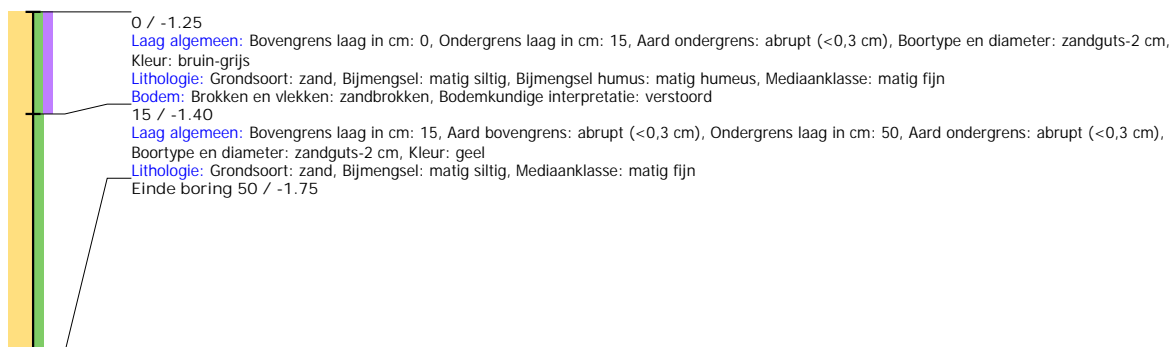 0 / -1.25
Laag algemeen: Bovengrens laag in cm: 0, Ondergrens laag in cm: 15, Aard ondergrens: abrupt (<0,3 cm), Boortype en diameter: zandguts-2 cm,
Kleur: bruin-grijs
Lithologie: Grondsoort: zand, Bijmengsel: matig siltig, Bijmengsel humus: matig humeus, Mediaanklasse: matig fijn
Bodem: Brokken en vlekken: zandbrokken, Bodemkundige interpretatie: verstoord
15 / -1.40
Laag algemeen: Bovengrens laag in cm: 15, Aard bovengrens: abrupt (<0,3 cm), Ondergrens laag in cm: 50, Aard ondergrens: abrupt (<0,3 cm),
Boortype en diameter: zandguts-2 cm, Kleur: geel
Lithologie: Grondsoort: zand, Bijmengsel: matig siltig, Mediaanklasse: matig fijn
Einde boring 50 / -1.75